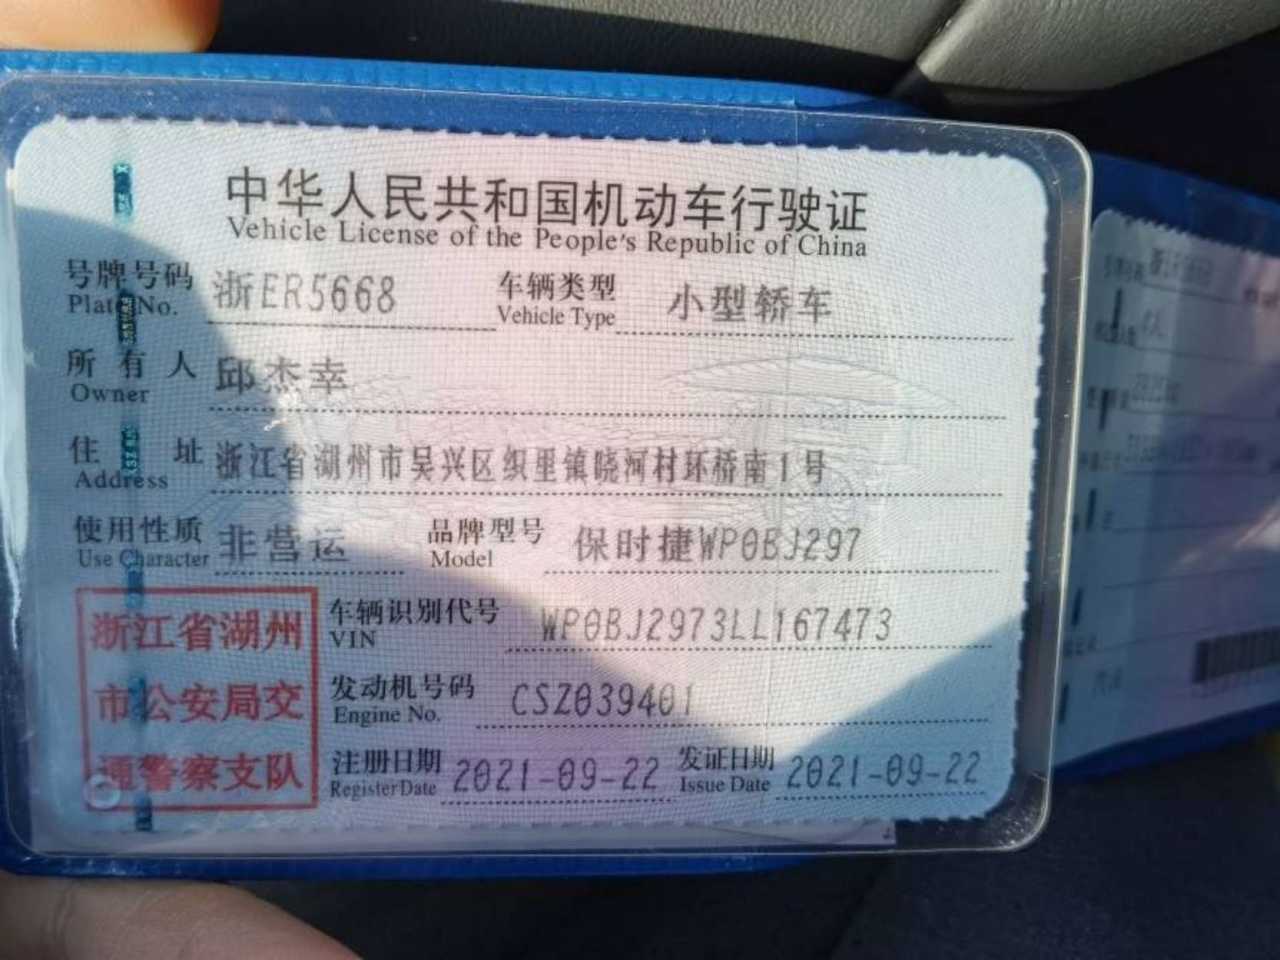 中华人民共和国机动车行驶证
Vehicle License of the People's Republic of China
号牌号码 浙ER5668 车辆类型 小型轿车
Plate No. Vehicle Type
所有人 邱杰幸
Owner
住址 浙江省湖州市吴兴区织里镇晓河村环桥南1号
Address
使用性质 非营运 品牌型号 保时捷WP0BJ297
Use Character Model
浙江省湖州
市公安局交
通警察支队
车辆识别代号 WP0BJ2973LL167473
VIN
发动机号码 CSZ039401
Engine No.
注册日期 2021-09-22 发证日期 2021-09-22
Register Date Issue Date